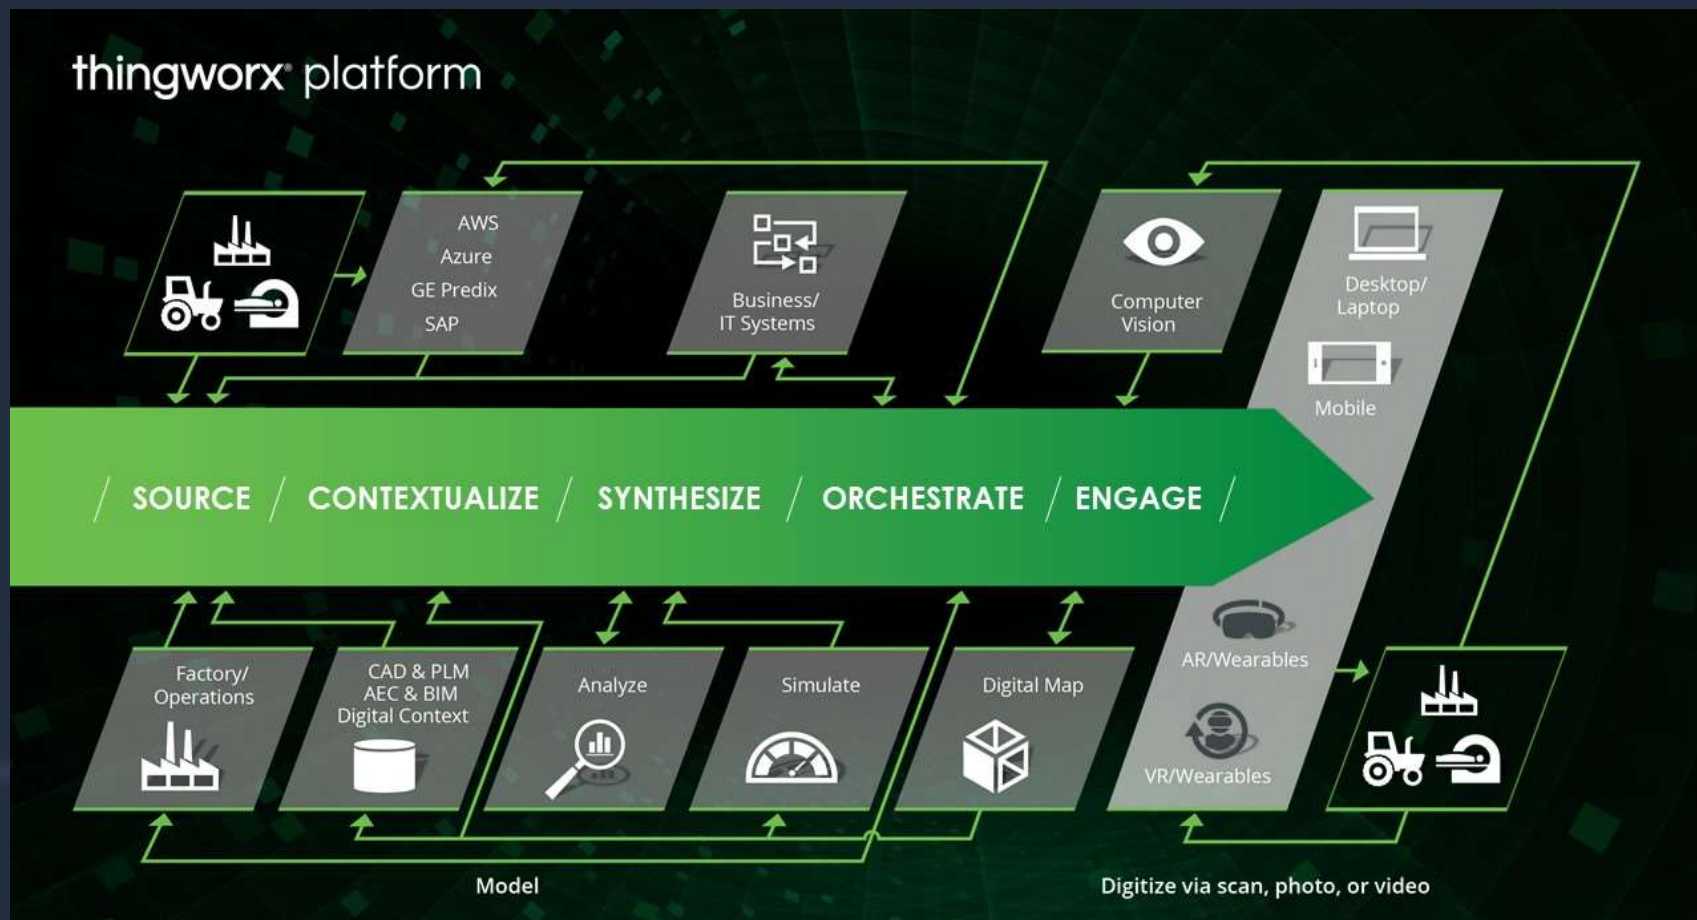 thingworx® platform
AWS
Azure
GE Predix
SAP
Business/
IT Systems
Computer
Vision
Desktop/
Laptop
Mobile
/ SOURCE / CONTEXTUALIZE / SYNTHESIZE / ORCHESTRATE / ENGAGE /
Factory/
Operations
CAD & PLM
AEC & BIM
Digital Context
Analyze
Simulate
Digital Map
AR/Wearables
VR/Wearables
Model
Digitize via scan, photo, or video